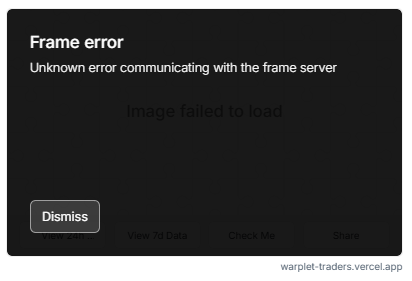 Frame error
Unknown error communicating with the frame server
Image failed to load
Dismiss
View 24h...
View 7d Data
Check Me
Share
warplet-traders.vercel.app